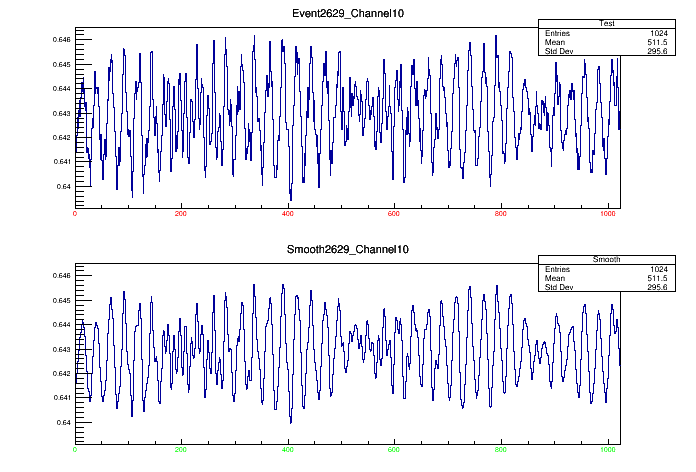 Event2629_Channel10
Test
Entries 1024
Mean 511.5
Std Dev 295.6
0.646
0.645
0.644
0.643
0.642
0.641
0.64
0 200 400 600 800 1000
Smooth2629_Channel10
Smooth
Entries 1024
Mean 511.5
Std Dev 295.6
0.646
0.645
0.644
0.643
0.642
0.641
0.64
0 200 400 600 800 1000